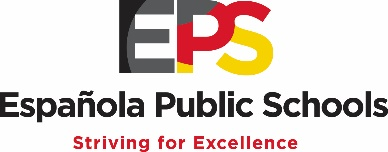 EPS
Española Public Schools
Striving for Excellence